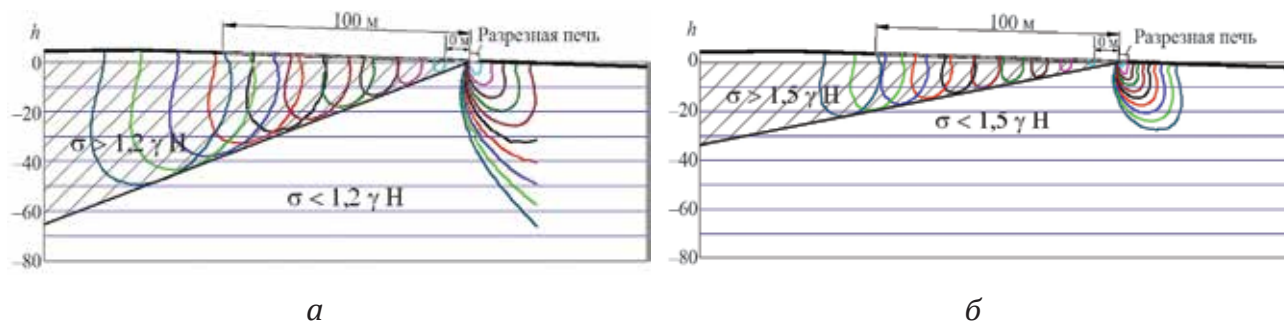 h
100 м
10 м
Разрезная печь
0
–20
–40
–60
–80
σ > 1,2 γ H
σ < 1,2 γ H
а
h
100 м
10 м
Разрезная печь
0
–20
–40
–60
–80
σ > 1,5 γ H
σ < 1,5 γ H
б